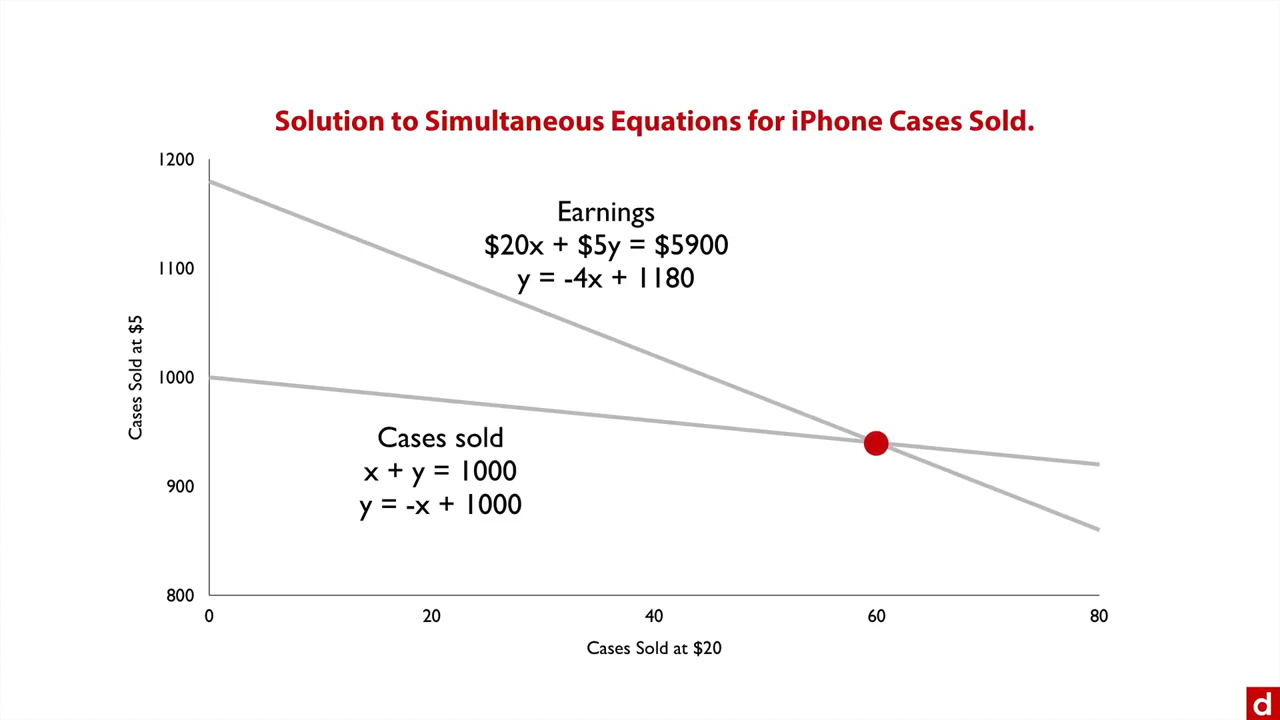 Solution to Simultaneous Equations for iPhone Cases Sold.
1200
1100
1000
900
800
Cases Sold at $5
Earnings
$20x + $5y = $5900
y = -4x + 1180
Cases sold
x + y = 1000
y = -x + 1000
0
20
40
60
80
Cases Sold at $20
d